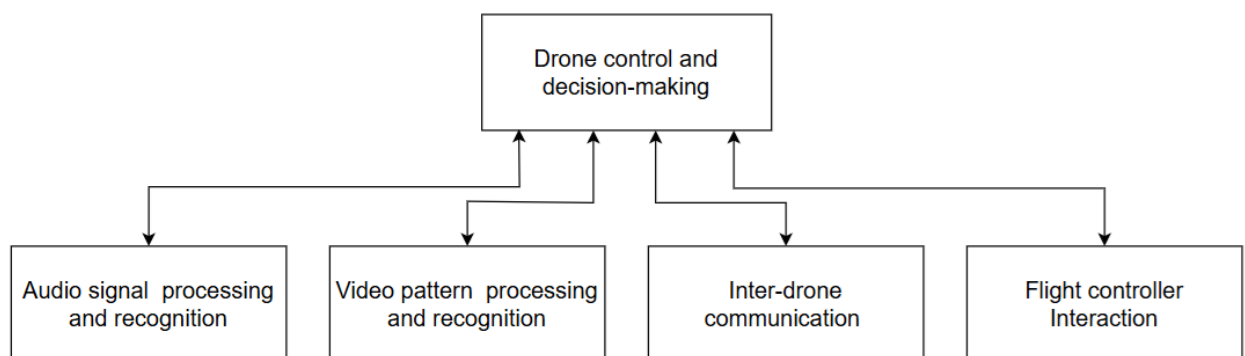 Drone control and
decision-making
Audio signal processing
and recognition
Video pattern processing
and recognition
Inter-drone
communication
Flight controller
Interaction